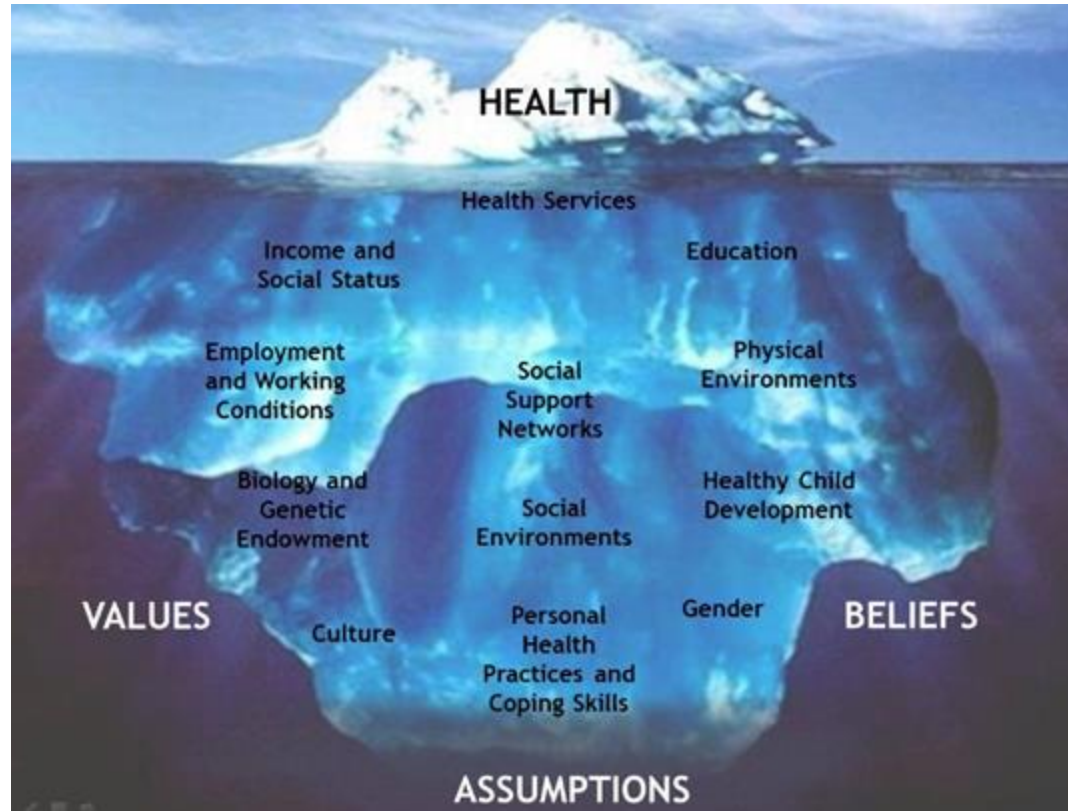 HEALTH
Health Services
Income and
Social Status
Education
Employment
and Working
Conditions
Social
Support
Networks
Physical
Environments
Biology and
Genetic
Endowment
Social
Environments
Healthy Child
Development
VALUES
Culture
Personal
Health
Practices and
Coping Skills
Gender
BELIEFS
ASSUMPTIONS